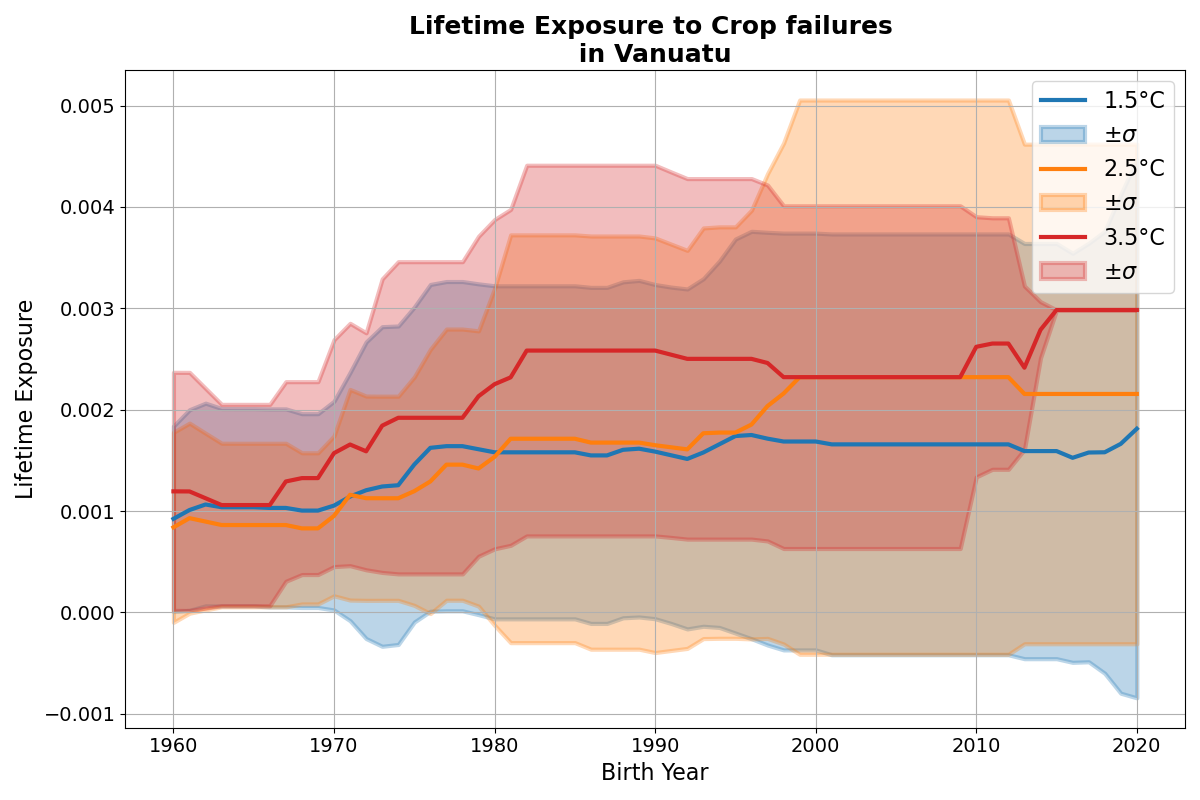 Lifetime Exposure to Crop failures
in Vanuatu
0.005
0.004
0.003
0.002
0.001
0.000
−0.001
Lifetime Exposure
1960
1970
1980
1990
2000
2010
2020
Birth Year
1.5°C
±σ
2.5°C
±σ
3.5°C
±σ